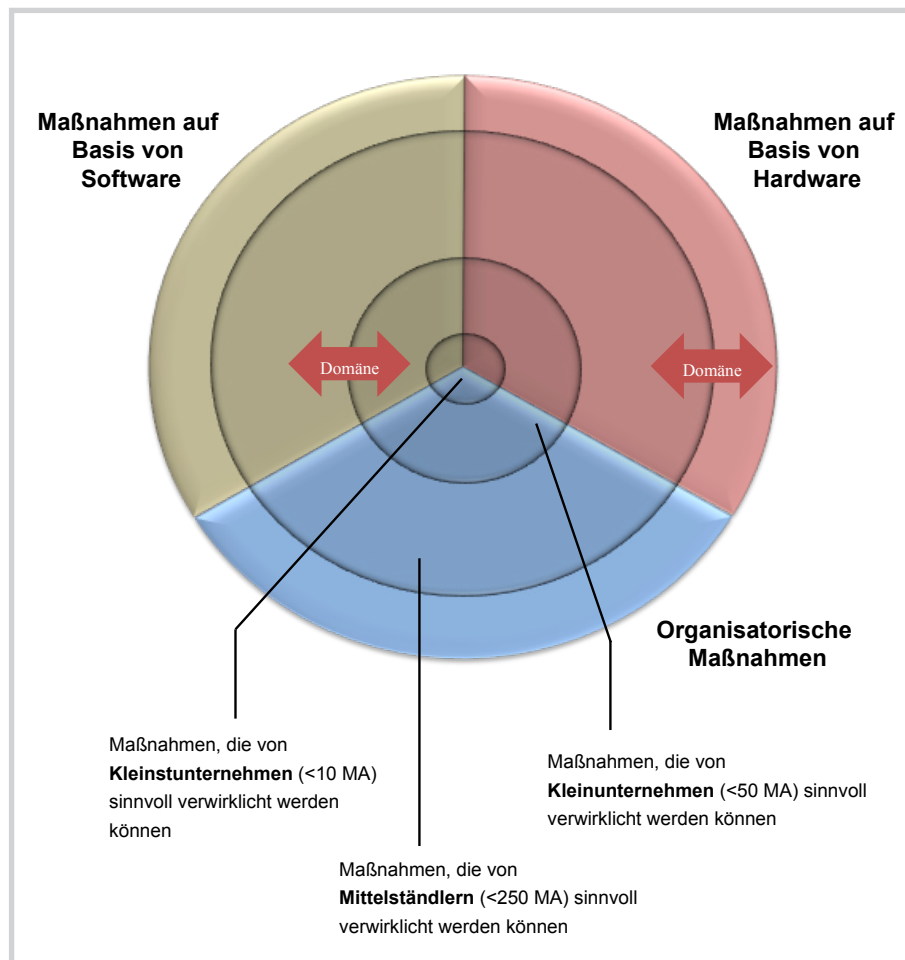 Maßnahmen auf
Basis von
Software
Maßnahmen auf
Basis von
Hardware
Domäne
Domäne
Organisatorische
Maßnahmen
Maßnahmen, die von
Kleinstunternehmen (<10 MA)
sinnvoll verwirklicht werden
können
Maßnahmen, die von
Kleinunternehmen (<50 MA) sinnvoll
verwirklicht werden können
Maßnahmen, die von
Mittelständlern (<250 MA) sinnvoll
verwirklicht werden können